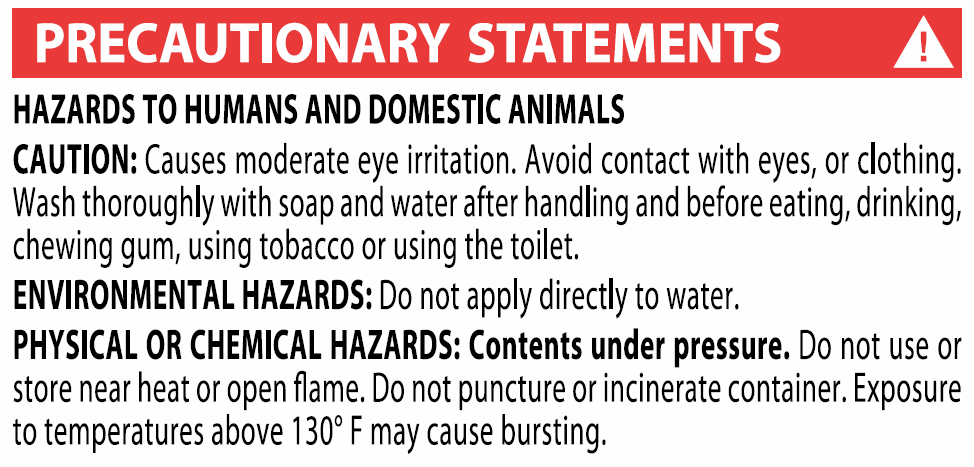 PRECAUTIONARY STATEMENTS
HAZARDS TO HUMANS AND DOMESTIC ANIMALS
CAUTION: Causes moderate eye irritation. Avoid contact with eyes, or clothing.
Wash thoroughly with soap and water after handling and before eating, drinking,
chewing gum, using tobacco or using the toilet.
ENVIRONMENTAL HAZARDS: Do not apply directly to water.
PHYSICAL OR CHEMICAL HAZARDS: Contents under pressure. Do not use or
store near heat or open flame. Do not puncture or incinerate container. Exposure
to temperatures above 130° F may cause bursting.